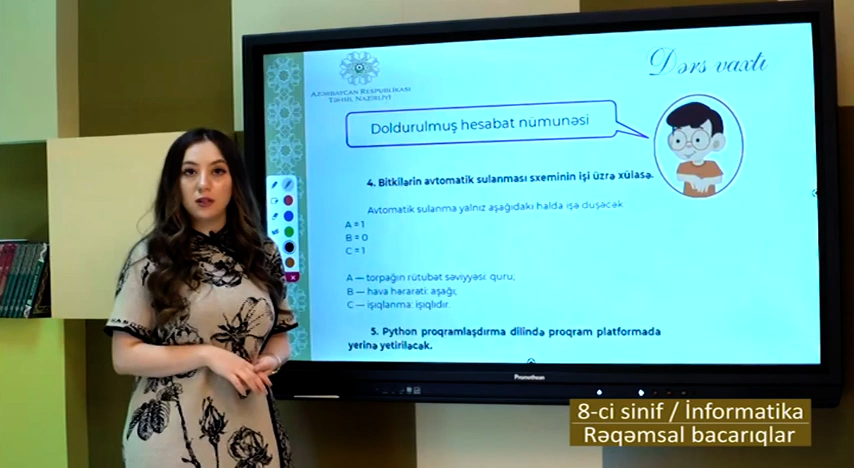 AZƏRBAYCAN RESPUBLİKASI
TƏHSİL NAZİRLİYİ
Dərs vaxtı
Doldurulmuş hesabat nümunəsi
4. Bitkilərin avtomatik sulanması sxeminin işi üzrə xülasə.
Avtomatik sulanma yalnız aşağıdakı halda işə düşəcək
A = 1
B = 0
C = 1
A — torpağın rütubət səviyyəsi: quru;
B — hava hərarəti: aşağı;
C — işıqlanma: işıqlıdır.
5. Python proqramlaşdırma dilində proqram platformada
yerinə yetiriləcək.
Promethean
8-ci sinif / İnformatika
Rəqəmsal bacarıqlar